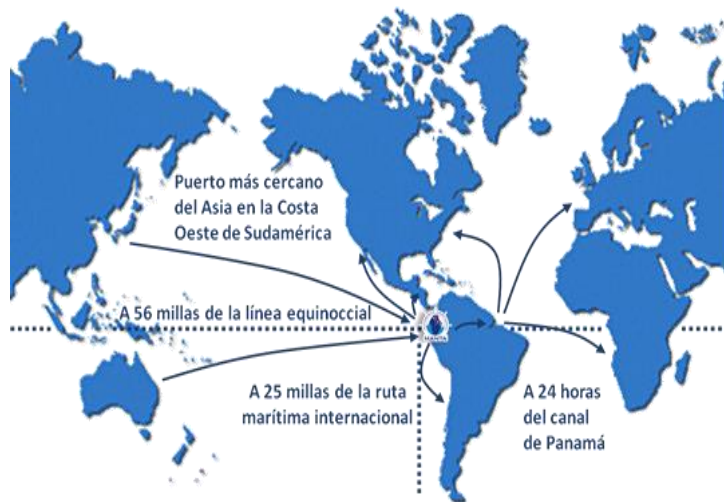 Puerto más cercano
del Asia en la Costa
Oeste de Sudamérica
A 56 millas de la línea equinoccial
MANTA
A 25 millas de la ruta
marítima internacional
A 24 horas
del canal
de Panamá